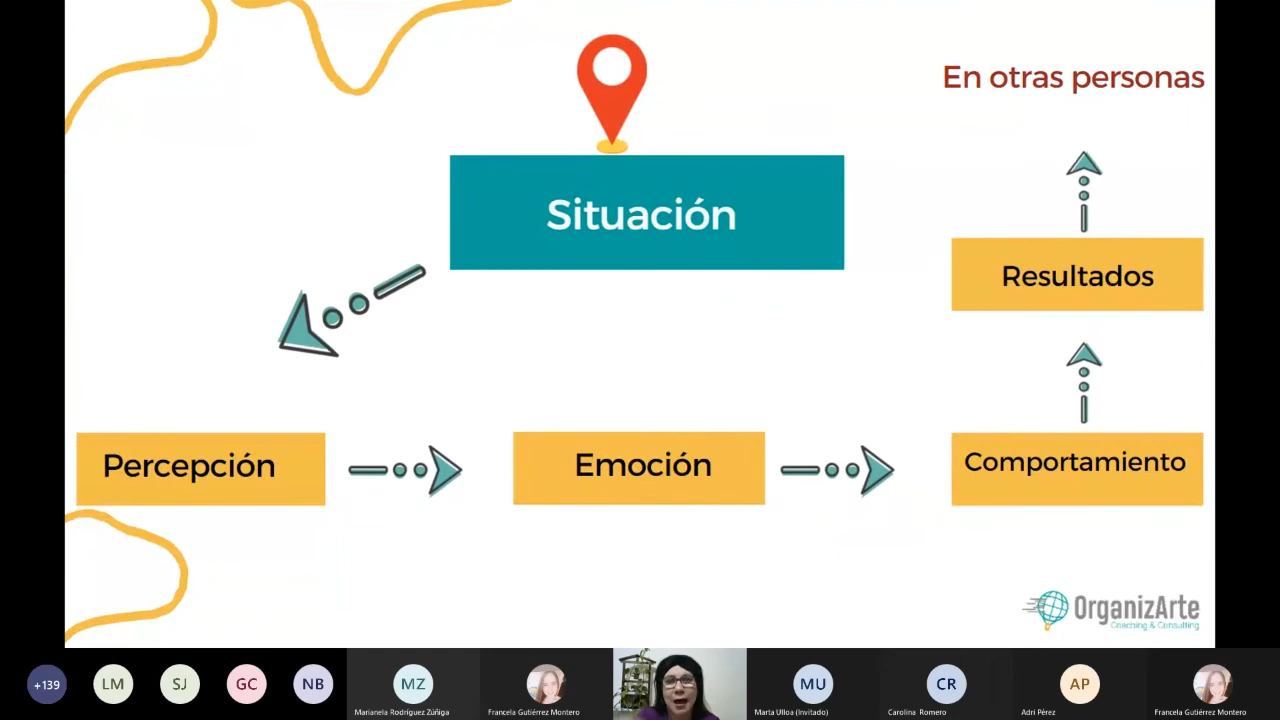 En otras personas
Situación
Resultados
Percepción
Emoción
Comportamiento
OrganizArte
Coaching & Consulting
+139
LM
SJ
GC
NB
MZ
MU
CR
AP
Marianela Rodríguez Zúñiga
Francela Gutiérrez Montero
Marta Ulloa (Invitado)
Carolina Romero
Adri Pérez
Francela Gutiérrez Montero